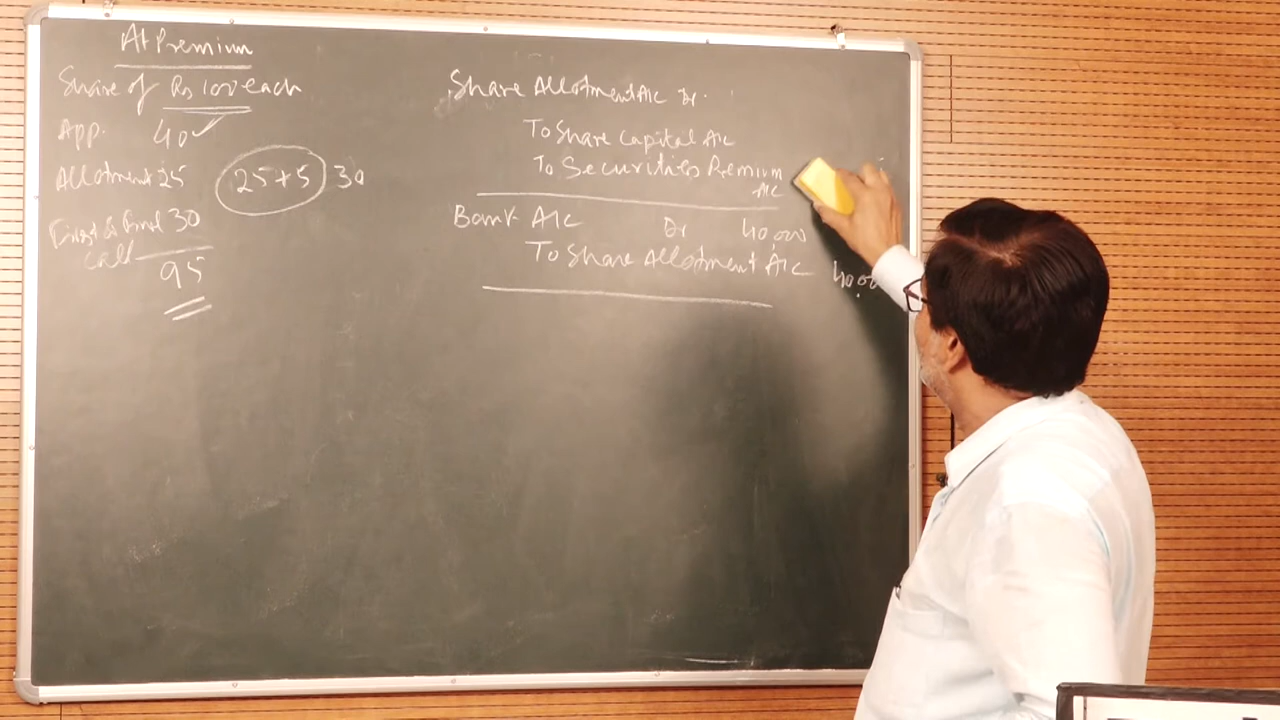 At Premium
Share of Rs 100 each
App. 40 ✓
Allotment 25 25+5 30
First & Final 30
call
95
Share Allotment A/c Dr.
To Share Capital A/c
To Securities Premium
A/c
Bank A/c Dr 40,000
To Share Allotment A/c 40,00